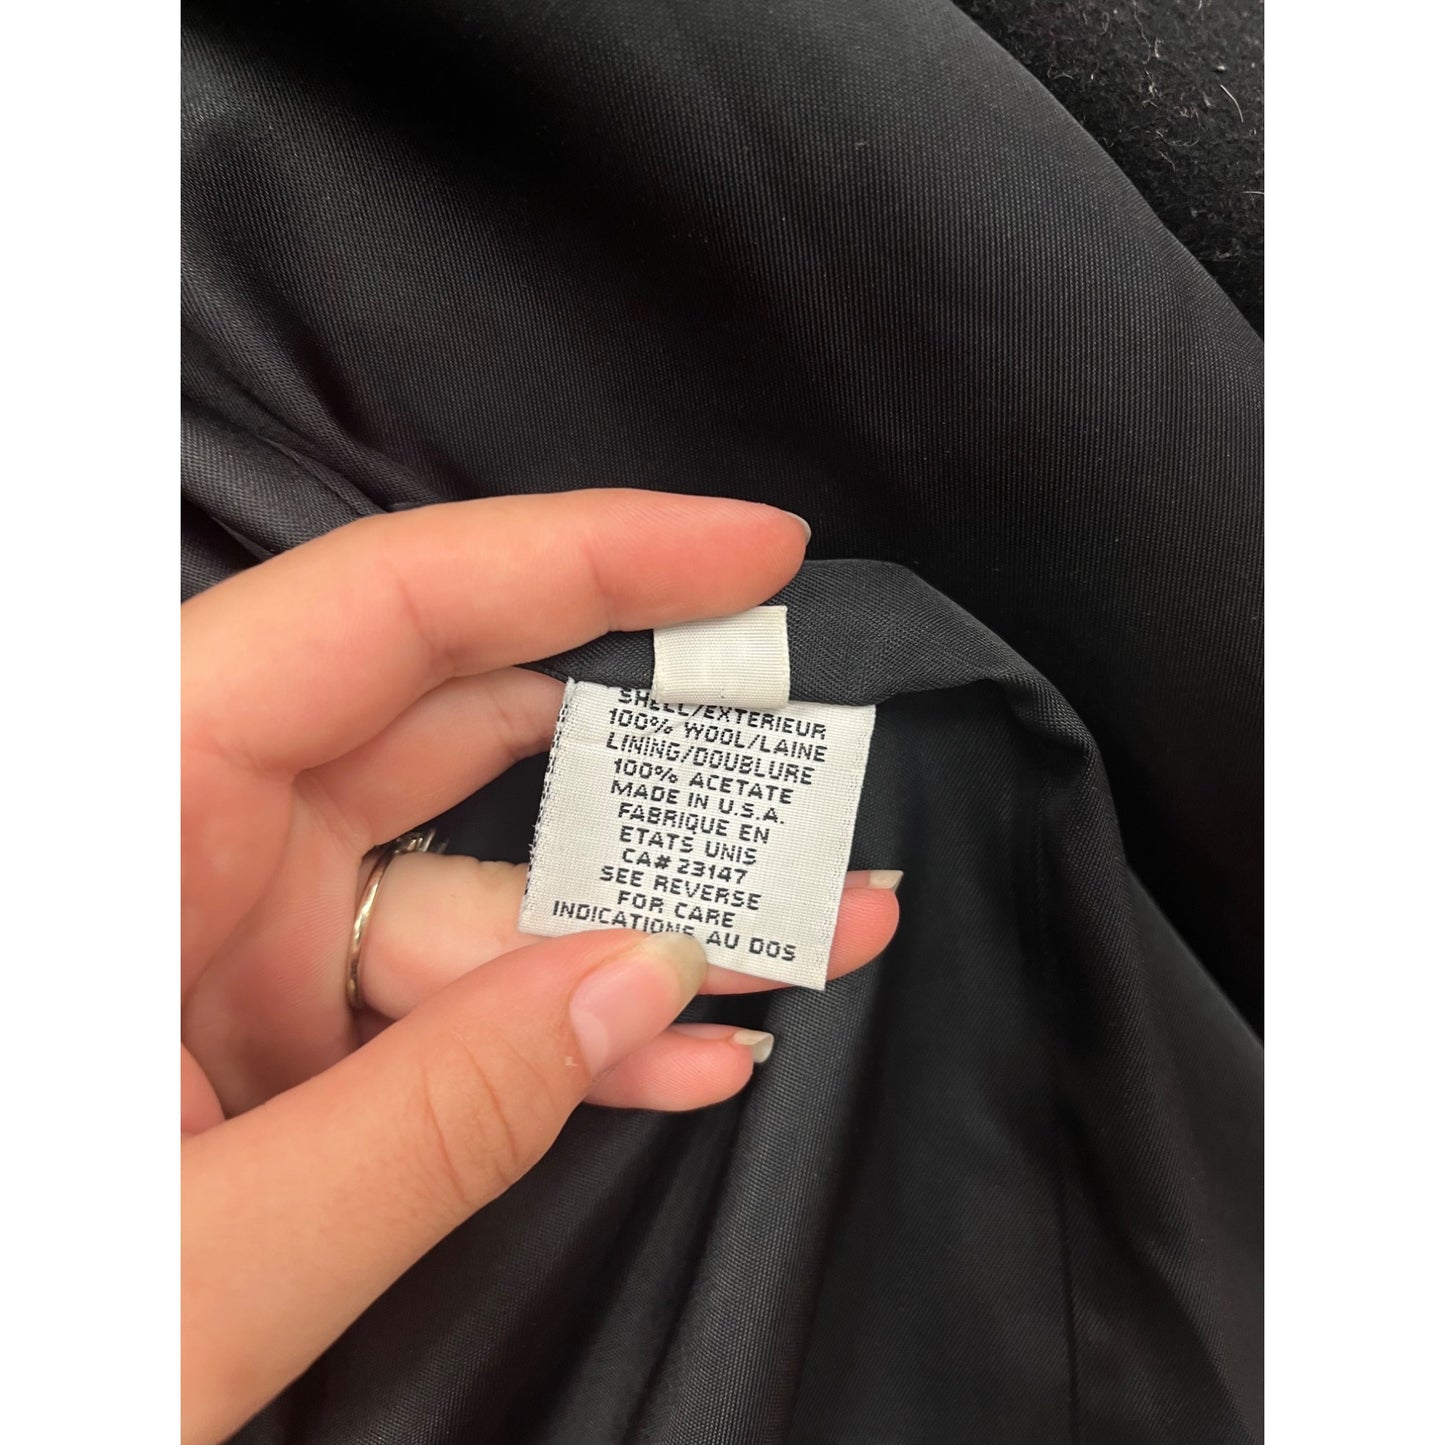 SHELL/EXTERIEUR
100% WOOL/LAINE
LINING/DOUBLURE
100% ACETATE
MADE IN U.S.A.
FABRIQUE EN
ETATS UNIS
CA# 23147
SEE REVERSE
FOR CARE
INDICATIONS AU DOS